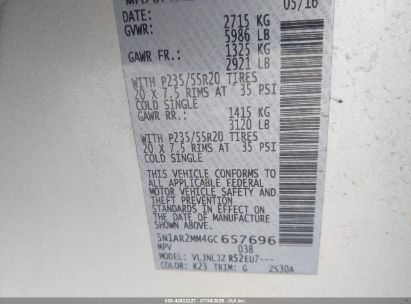 05/16
DATE:
GVWR: 2715 KG
5986 LB
GAWR FR.: 1325 KG
2921 LB
WITH P235/55R20 TIRES
20 X 7.5 RIMS AT 35 PSI
COLD SINGLE
GAWR RR.: 1415 KG
3120 LB
WITH P235/55R20 TIRES
20 X 7.5 RIMS AT 35 PSI
COLD SINGLE
THIS VEHICLE CONFORMS TO
ALL APPLICABLE FEDERAL
MOTOR VEHICLE SAFETY AND
THEFT PREVENTION
STANDARDS IN EFFECT ON
THE DATE OF MANUFACTURE
SHOWN ABOVE.
5N1AR2MM4GC657696
MPV 038
MODEL: VL3NLJZ R52EU7---
COLOR: K23 TRIM: G ZS30A